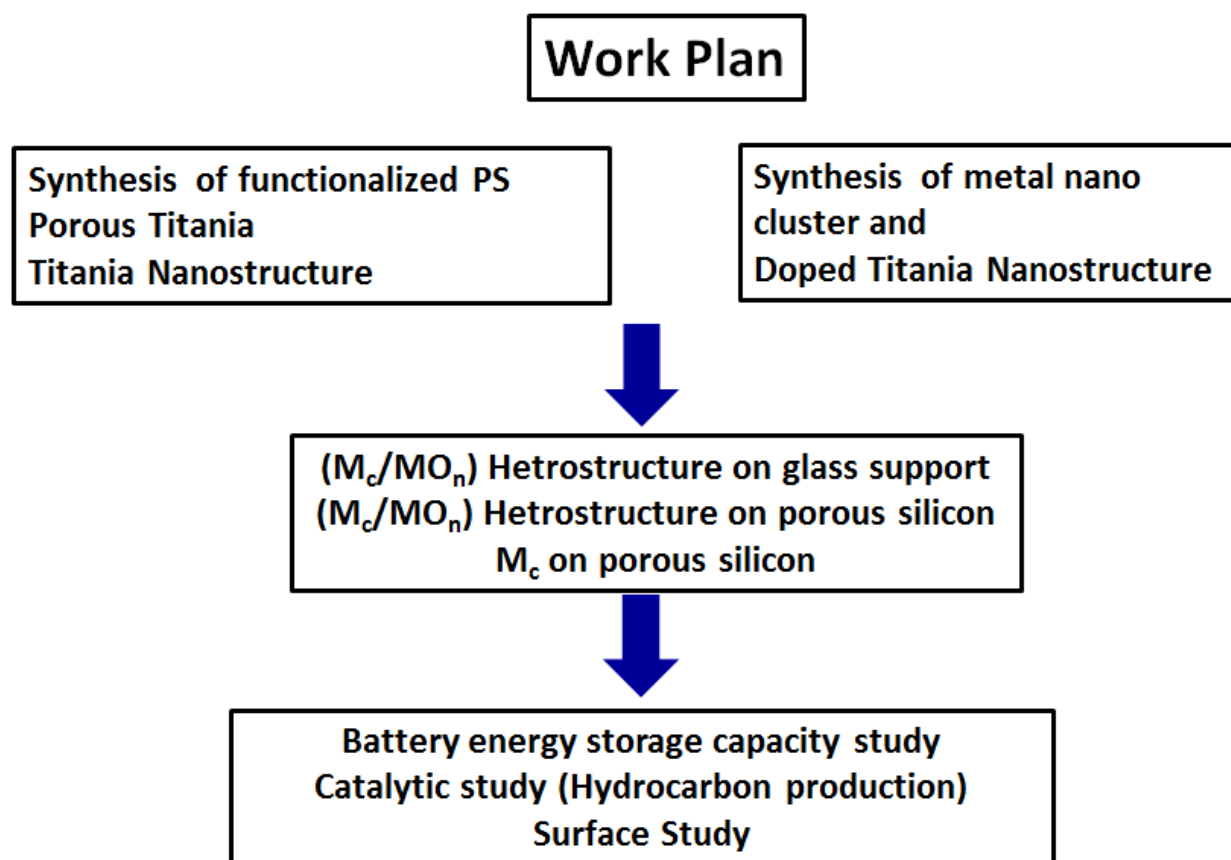 Work Plan
Synthesis of functionalized PS
Porous Titania
Titania Nanostructure
Synthesis of metal nano
cluster and
Doped Titania Nanostructure
(Mc/MOn) Hetrostructure on glass support
(Mc/MOn) Hetrostructure on porous silicon
Mc on porous silicon
Battery energy storage capacity study
Catalytic study (Hydrocarbon production)
Surface Study